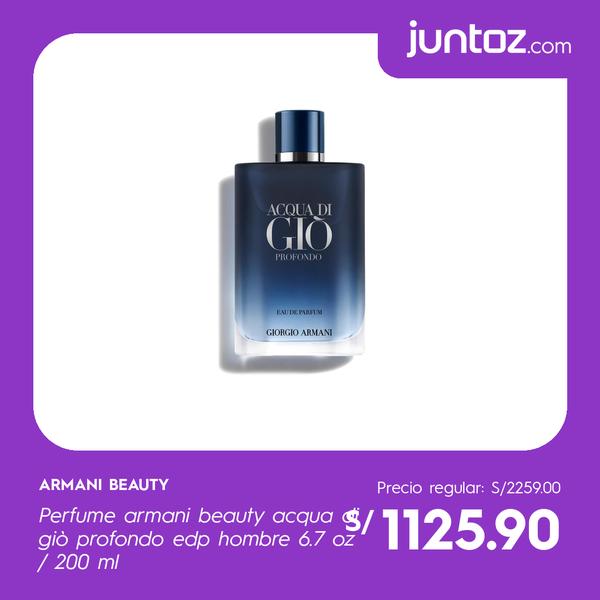 juntoz.com
ACQUA DI
GIÒ
PROFONDO
EAU DE PARFUM
GIORGIO ARMANI
ARMANI BEAUTY
Perfume armani beauty acqua di
giò profondo edp hombre 6.7 oz
/ 200 ml
Precio regular: S/2259.00
S/ 1125.90